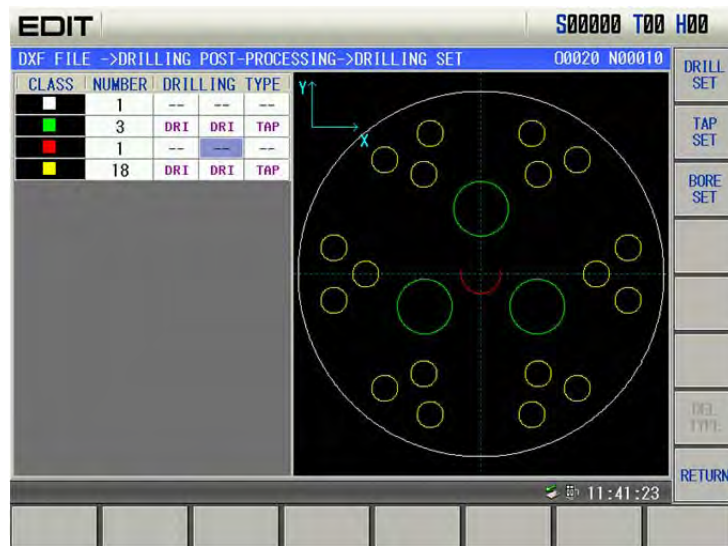 EDIT S00000 T00 H00
DXF FILE ->DRILLING POST-PROCESSING->DRILLING SET O0020 N00010
CLASS NUMBER DRILLING TYPE
1 -- -- --
3 DRI DRI TAP
1 -- -- TAP
18 DRI DRI TAP
Y
X
DRILL
SET
TAP
SET
BORE
SET
DEL
TYPE
RETURN
11:41:23